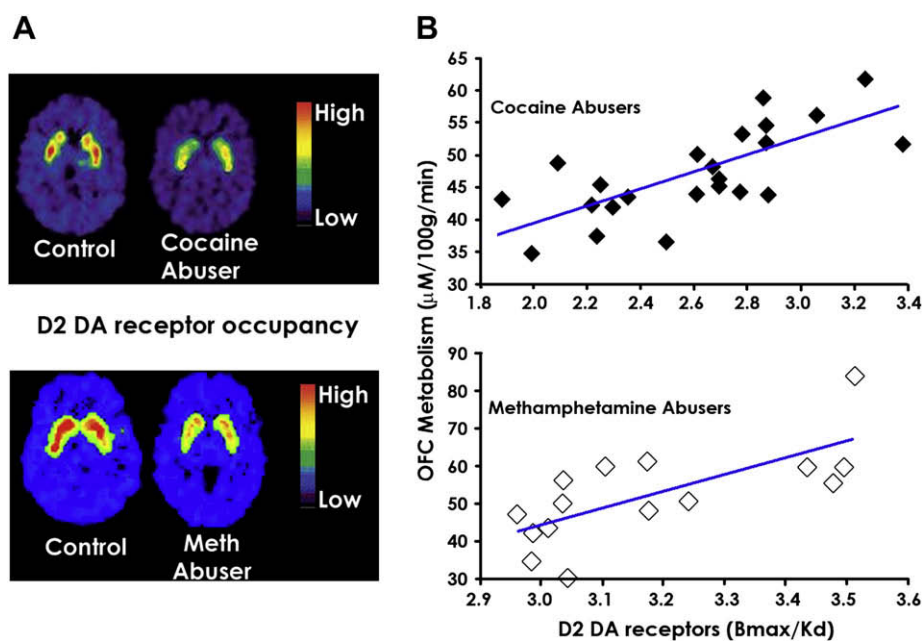 A
High
Low
Control
Cocaine
Abuser
D2 DA receptor occupancy
High
Low
Control
Meth
Abuser
B
OFC Metabolism (μM/100g/min)
65
60
55
50
45
40
35
30
Cocaine Abusers
1.8 2.0 2.2 2.4 2.6 2.8 3.0 3.2 3.4
90
80
70
60
50
40
30
Methamphetamine Abusers
2.9 3.0 3.1 3.2 3.3 3.4 3.5 3.6
D2 DA receptors (Bmax/Kd)